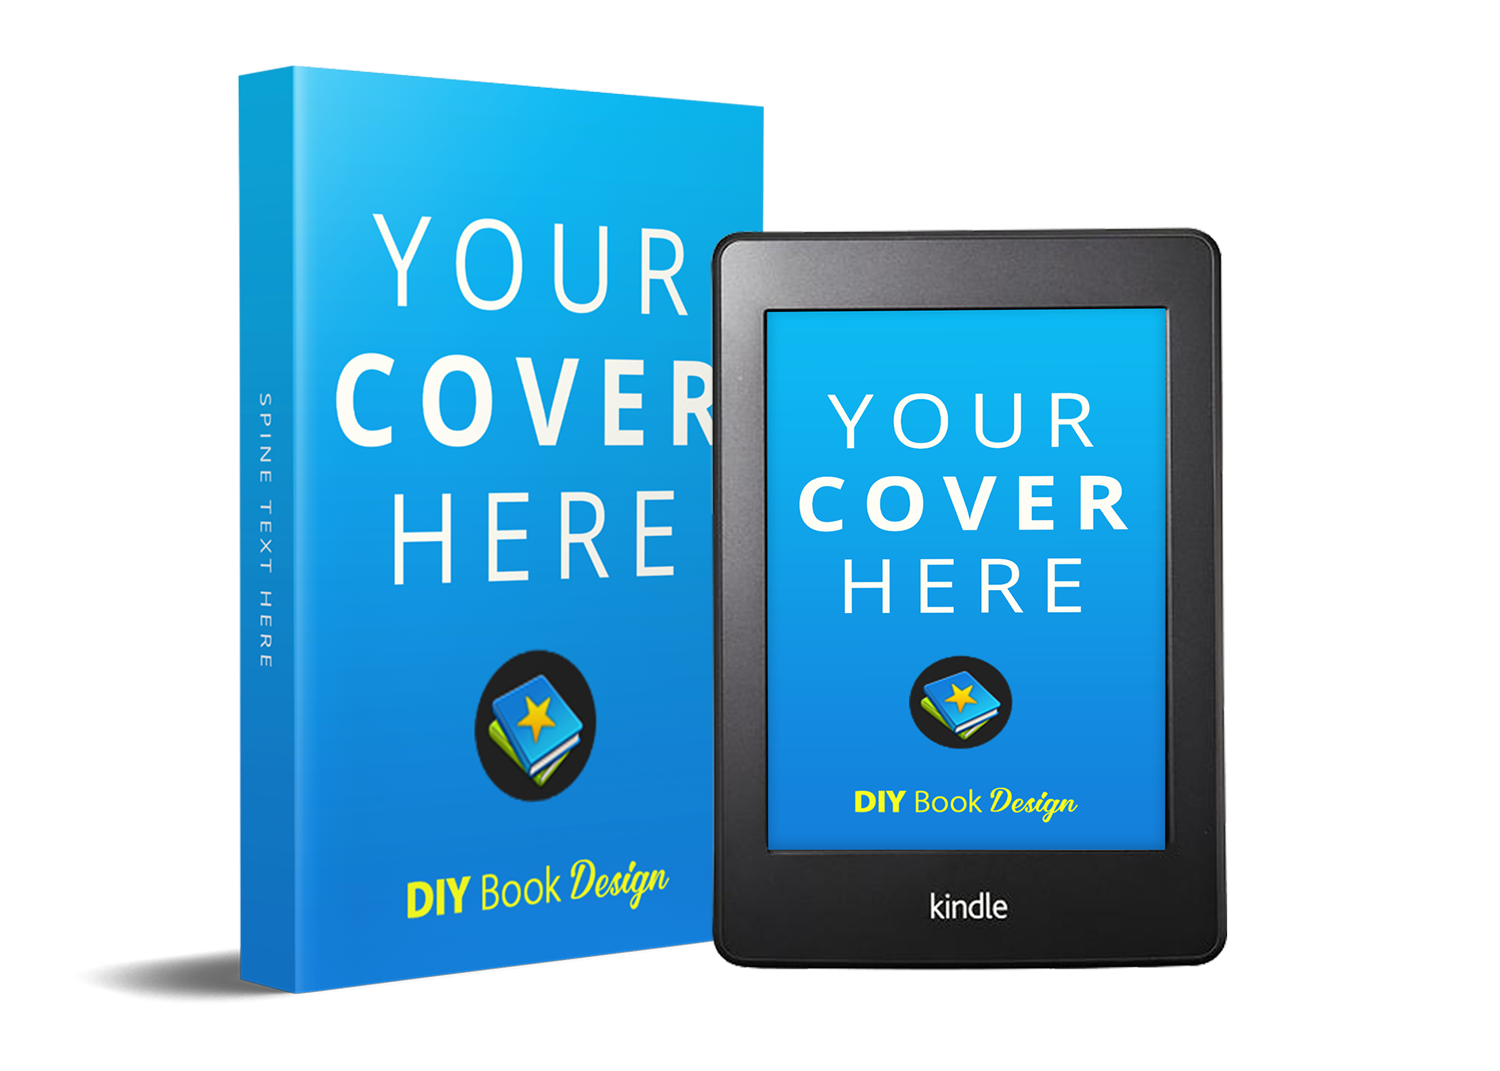 SPINE TEXT HERE
YOUR
COVER
HERE
DIY Book Design
YOUR
COVER
HERE
DIY Book Design
kindle